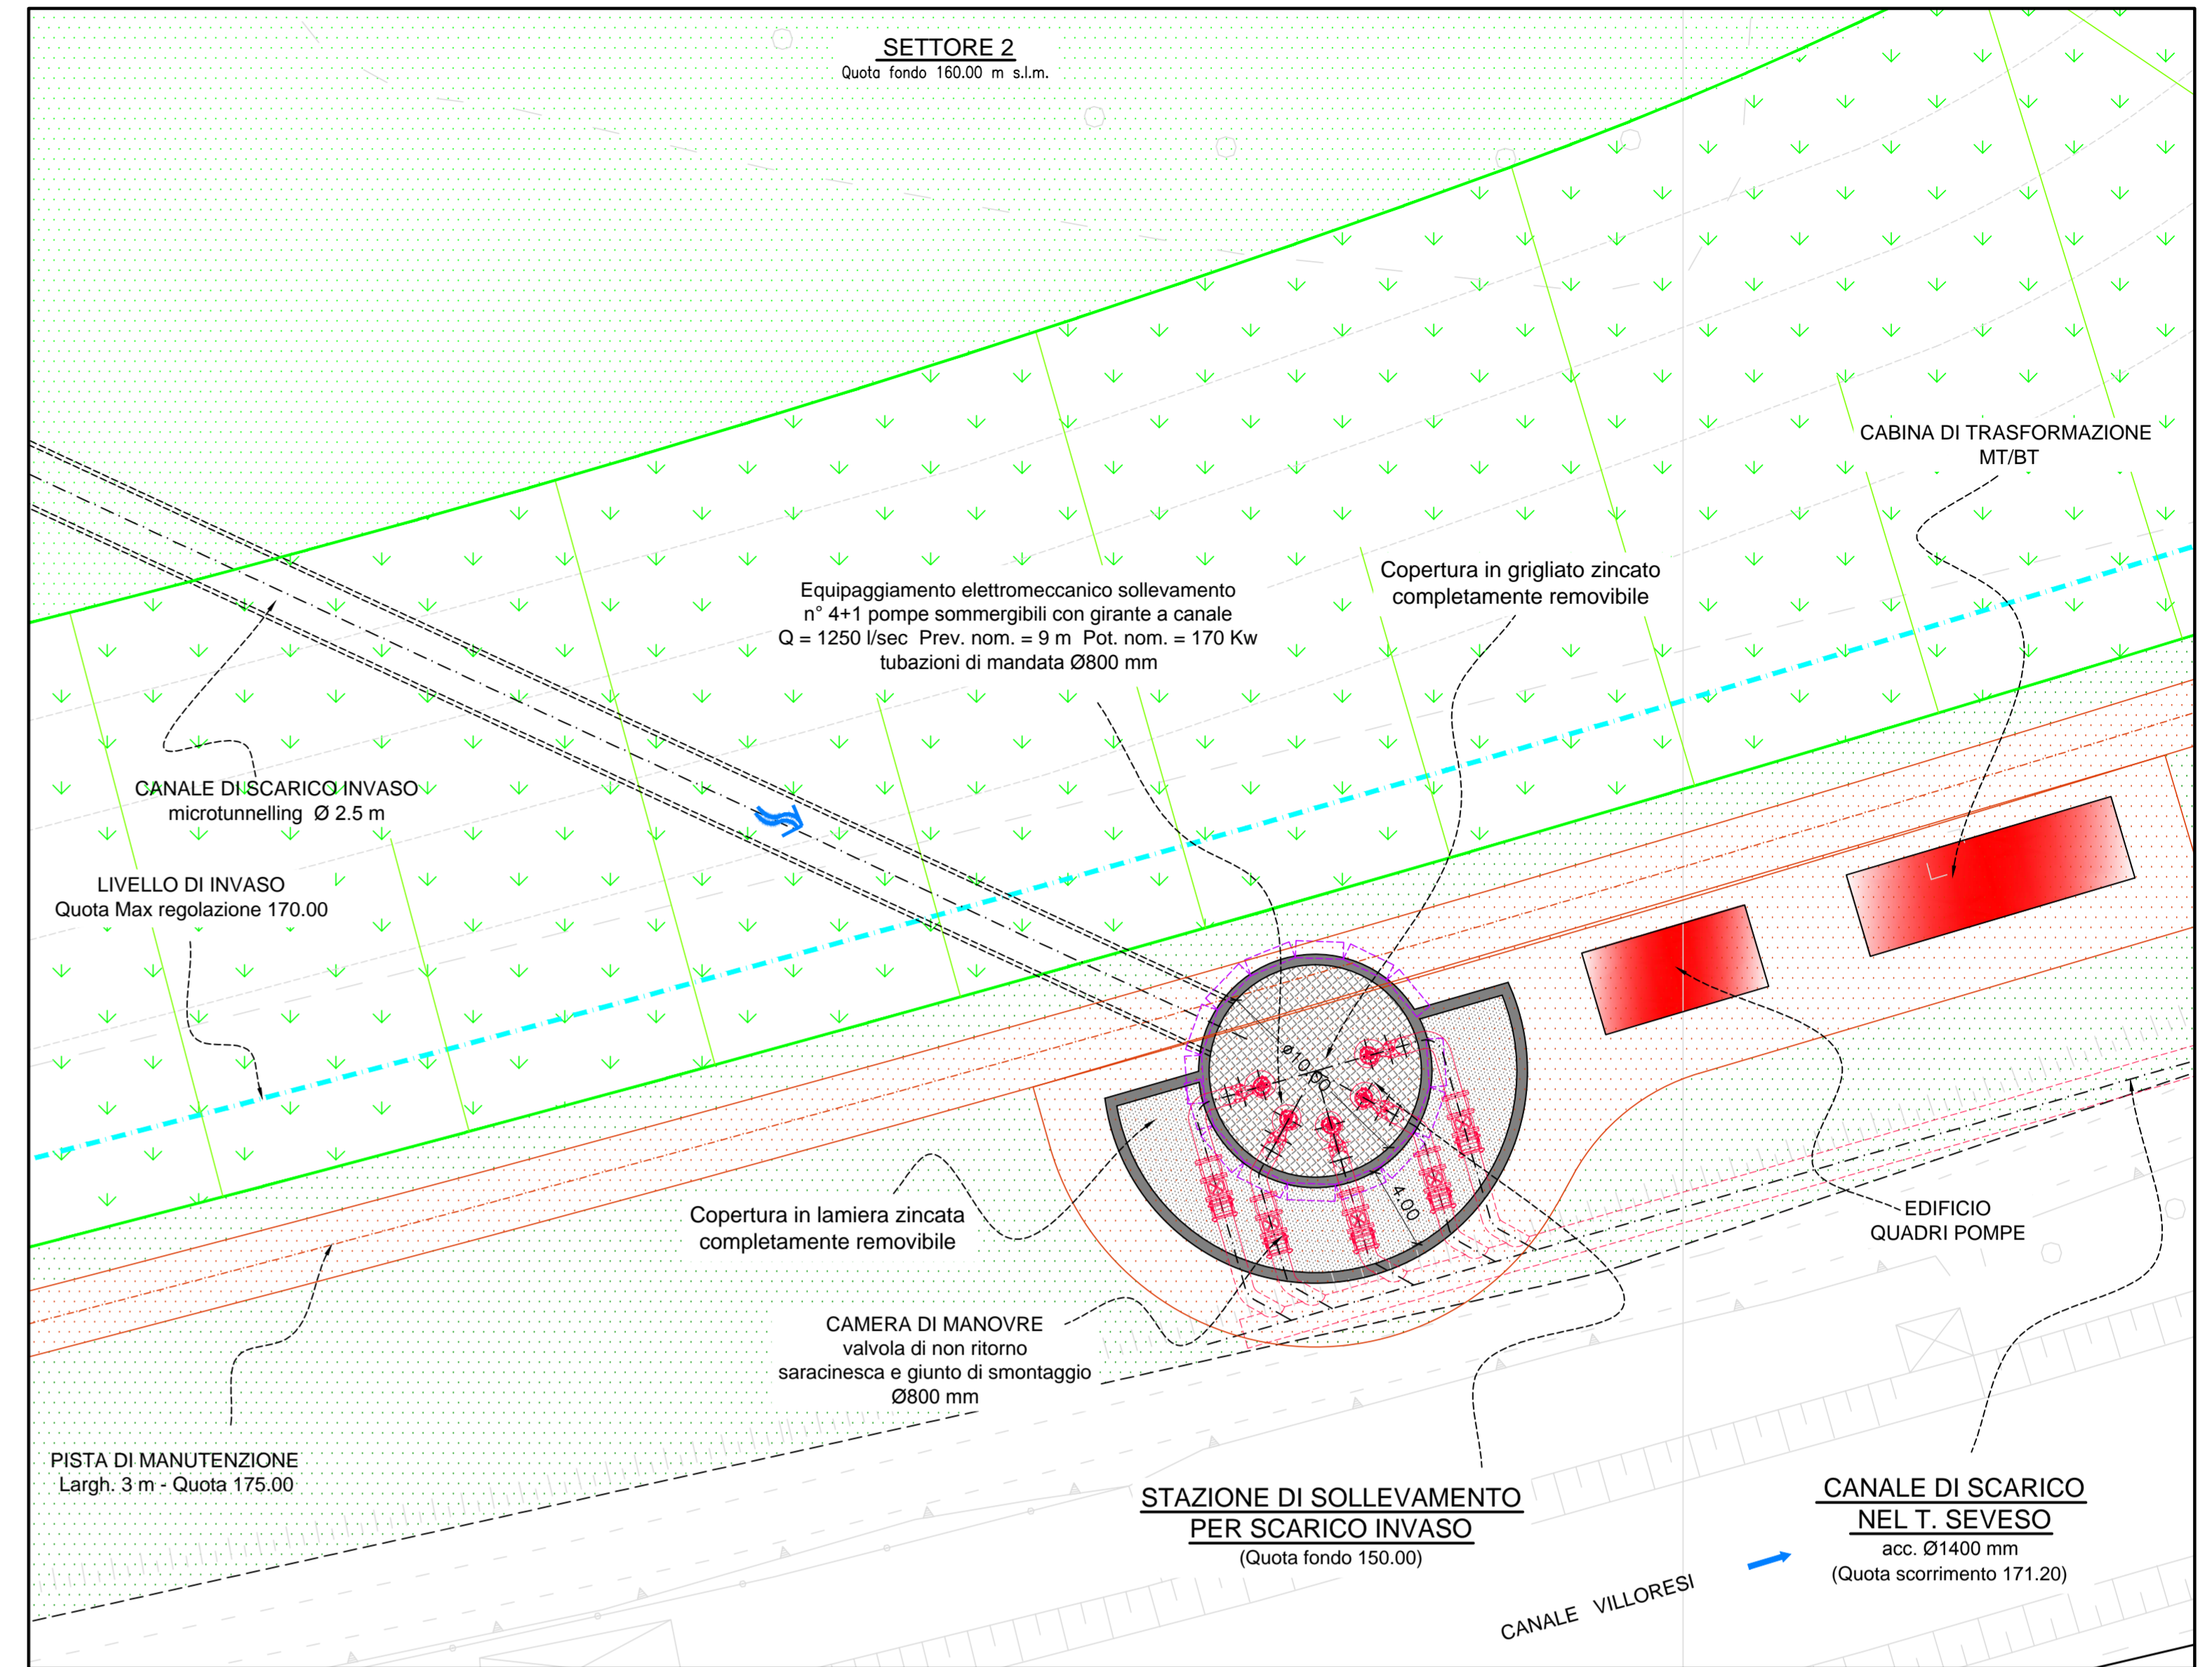 SETTORE 2
Quota fondo 160.00 m s.l.m.
CABINA DI TRASFORMAZIONE
MT/BT
Copertura in grigliato zincato
completamente removibile
Equipaggiamento elettromeccanico sollevamento
n° 4+1 pompe sommergibili con girante a canale
Q = 1250 l/sec Prev. nom. = 9 m Pot. nom. = 170 Kw
tubazioni di mandata Ø800 mm
CANALE DI SCARICO INVASO
microtunnelling Ø 2.5 m
LIVELLO DI INVASO
Quota Max regolazione 170.00
ø10.00
4.00
Copertura in lamiera zincata
completamente removibile
EDIFICIO
QUADRI POMPE
CAMERA DI MANOVRE
valvola di non ritorno
saracinesca e giunto di smontaggio
Ø800 mm
PISTA DI MANUTENZIONE
Largh. 3 m - Quota 175.00
STAZIONE DI SOLLEVAMENTO
PER SCARICO INVASO
(Quota fondo 150.00)
CANALE DI SCARICO
NEL T. SEVESO
acc. Ø1400 mm
(Quota scorrimento 171.20)
CANALE VILLORESI